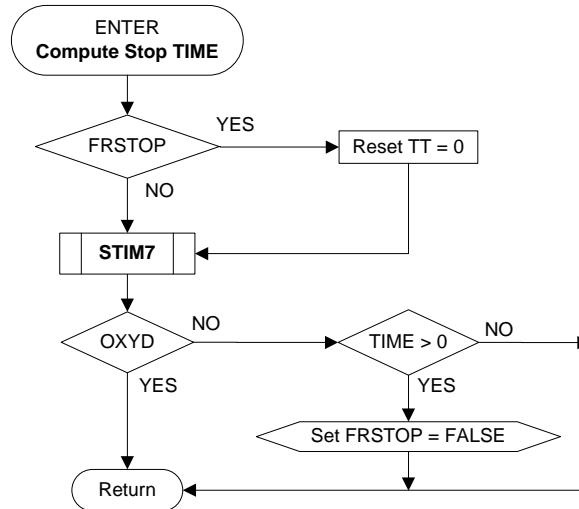 ENTER
Compute Stop TIME
FRSTOP
YES
Reset TT = 0
NO
STIM7
OXYD
NO
TIME > 0
NO
YES
YES
Set FRSTOP = FALSE
Return